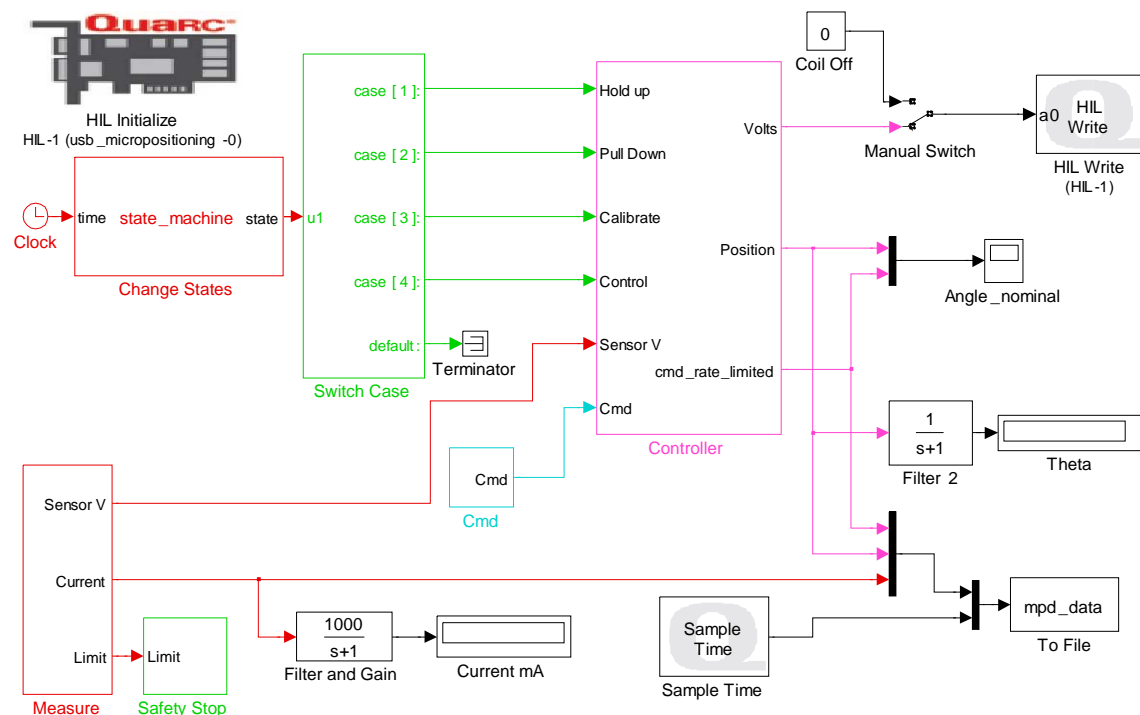 QUARC
HIL Initialize
HIL-1 (usb_micropositioning -0)
time
state_machine
state
Clock
Change States
u1
case [ 1 ]:
case [ 2 ]:
case [ 3 ]:
case [ 4 ]:
default:
Switch Case
Terminator
Hold up
Pull Down
Calibrate
Control
Sensor V
Cmd
Volts
Position
cmd_rate_limited
Controller
0
Coil Off
Manual Switch
a0
HIL
Write
HIL Write
(HIL-1)
Angle_nominal
1
s+1
Filter 2
Theta
Cmd
Cmd
Sensor V
Current
Limit
Measure
Limit
Safety Stop
1000
s+1
Filter and Gain
Current mA
Sample
Time
Sample Time
mpd_data
To File